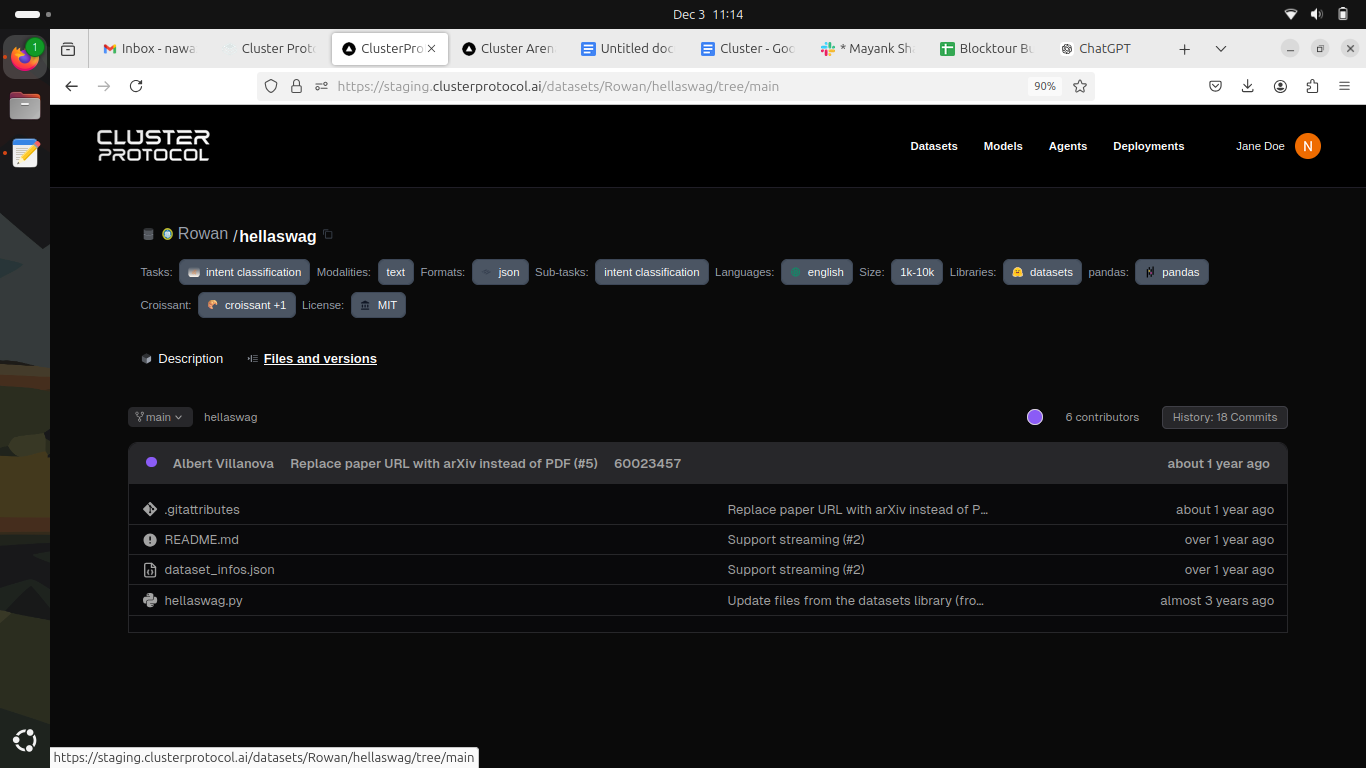 Dec 3 11:14
1
Inbox - nawa
Cluster Proto
ClusterPro
Cluster Aren
Untitled doc
Cluster - Goo
* Mayank Sh
Blocktour Bu
ChatGPT
https://staging.clusterprotocol.ai/datasets/Rowan/hellaswag/tree/main
90%
CLUSTER
PROTOCOL
Datasets
Models
Agents
Deployments
Jane Doe
N
Rowan /hellaswag
Tasks: intent classification Modalities: text Formats: json Sub-tasks: intent classification Languages: english Size: 1k-10k Libraries: datasets pandas: pandas
Croissant: croissant +1 License: MIT
Description
Files and versions
main
hellaswag
6 contributors
History: 18 Commits
Albert Villanova Replace paper URL with arXiv instead of PDF (#5) 60023457 about 1 year ago
.gitattributes Replace paper URL with arXiv instead of P... about 1 year ago
README.md Support streaming (#2) over 1 year ago
dataset_infos.json Support streaming (#2) over 1 year ago
hellaswag.py Update files from the datasets library (fro... almost 3 years ago
https://staging.clusterprotocol.ai/datasets/Rowan/hellaswag/tree/main